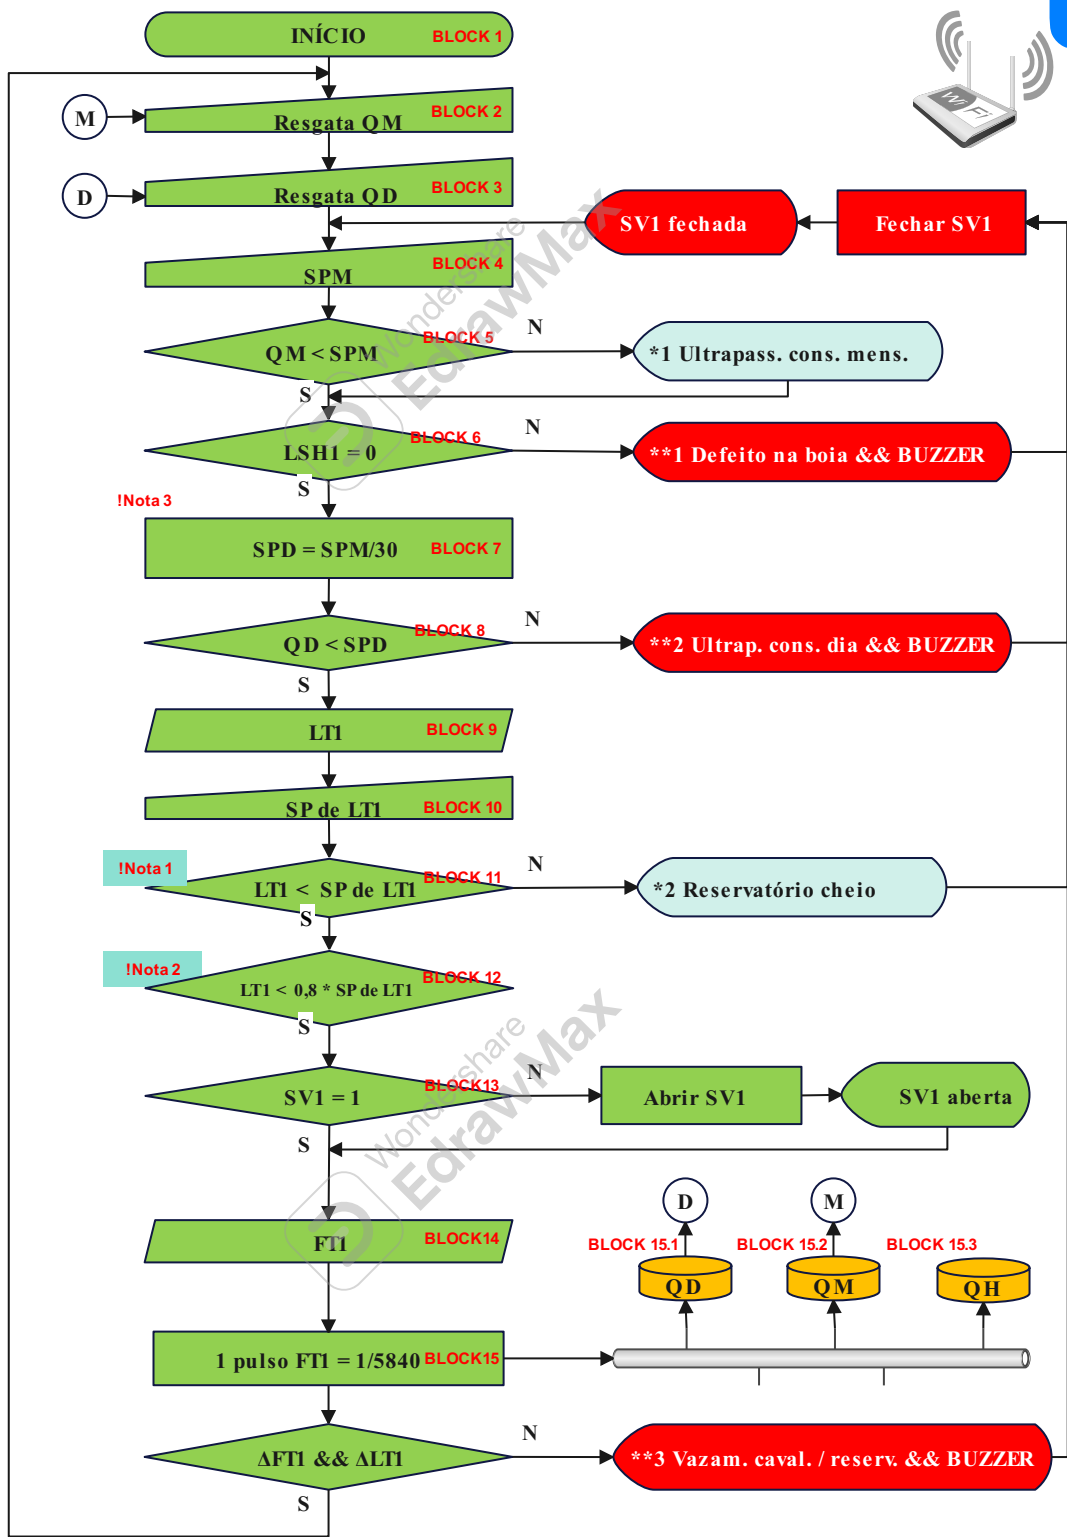 INÍCIO BLOCK 1
M Resgata QM BLOCK 2
D Resgata QD BLOCK 3
SV1 fechada Fechar SV1
SPM BLOCK 4
QM < SPM BLOCK 5 N *1 Ultrapass. cons. mens.
S
LSH1 = 0 BLOCK 6 N **1 Defeito na boia && BUZZER
S
!Nota 3
SPD = SPM/30 BLOCK 7
QD < SPD BLOCK 8 N **2 Ultrap. cons. dia && BUZZER
S
LT1 BLOCK 9
SP de LT1 BLOCK 10
!Nota 1
LT1 < SP de LT1 BLOCK 11 N *2 Reservatório cheio
S
!Nota 2
LT1 < 0,8 * SP de LT1 BLOCK 12
S
SV1 = 1 BLOCK13 N Abrir SV1 SV1 aberta
S
FT1 BLOCK14
D M
BLOCK 15.1 BLOCK 15.2 BLOCK 15.3
QD QM QH
1 pulso FT1 = 1/5840 BLOCK15
ΔFT1 && ΔLT1 N **3 Vazam. caval. / reserv. && BUZZER
S
Wi Fi
Wondershare
EdrawMax
Wondershare
EdrawMax